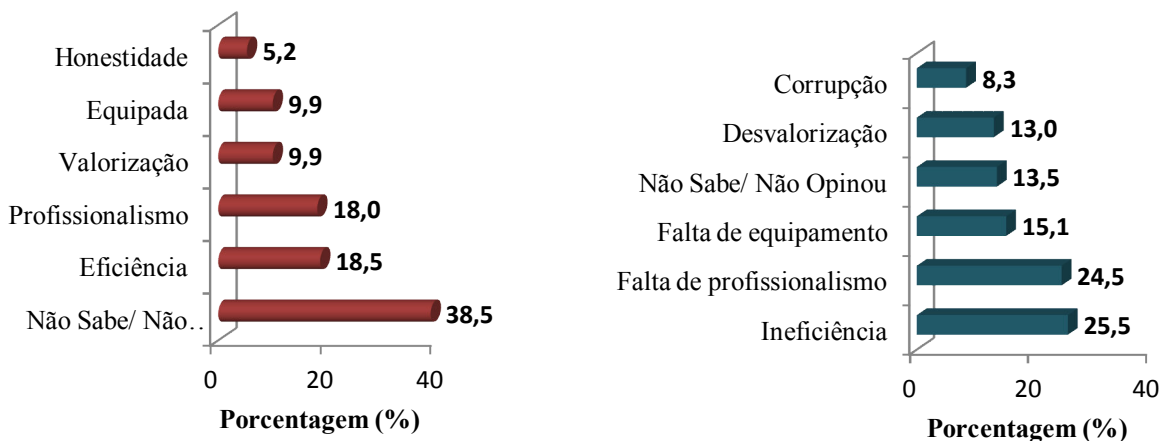 Honestidade
5,2
Equipada
9,9
Valorização
9,9
Profissionalismo
18,0
Eficiência
18,5
Não Sabe/ Não..
38,5
0 20 40
Porcentagem (%)
Corrupção
8,3
Desvalorização
13,0
Não Sabe/ Não Opinou
13,5
Falta de equipamento
15,1
Falta de profissionalismo
24,5
Ineficiência
25,5
0 20 40
Porcentagem (%)